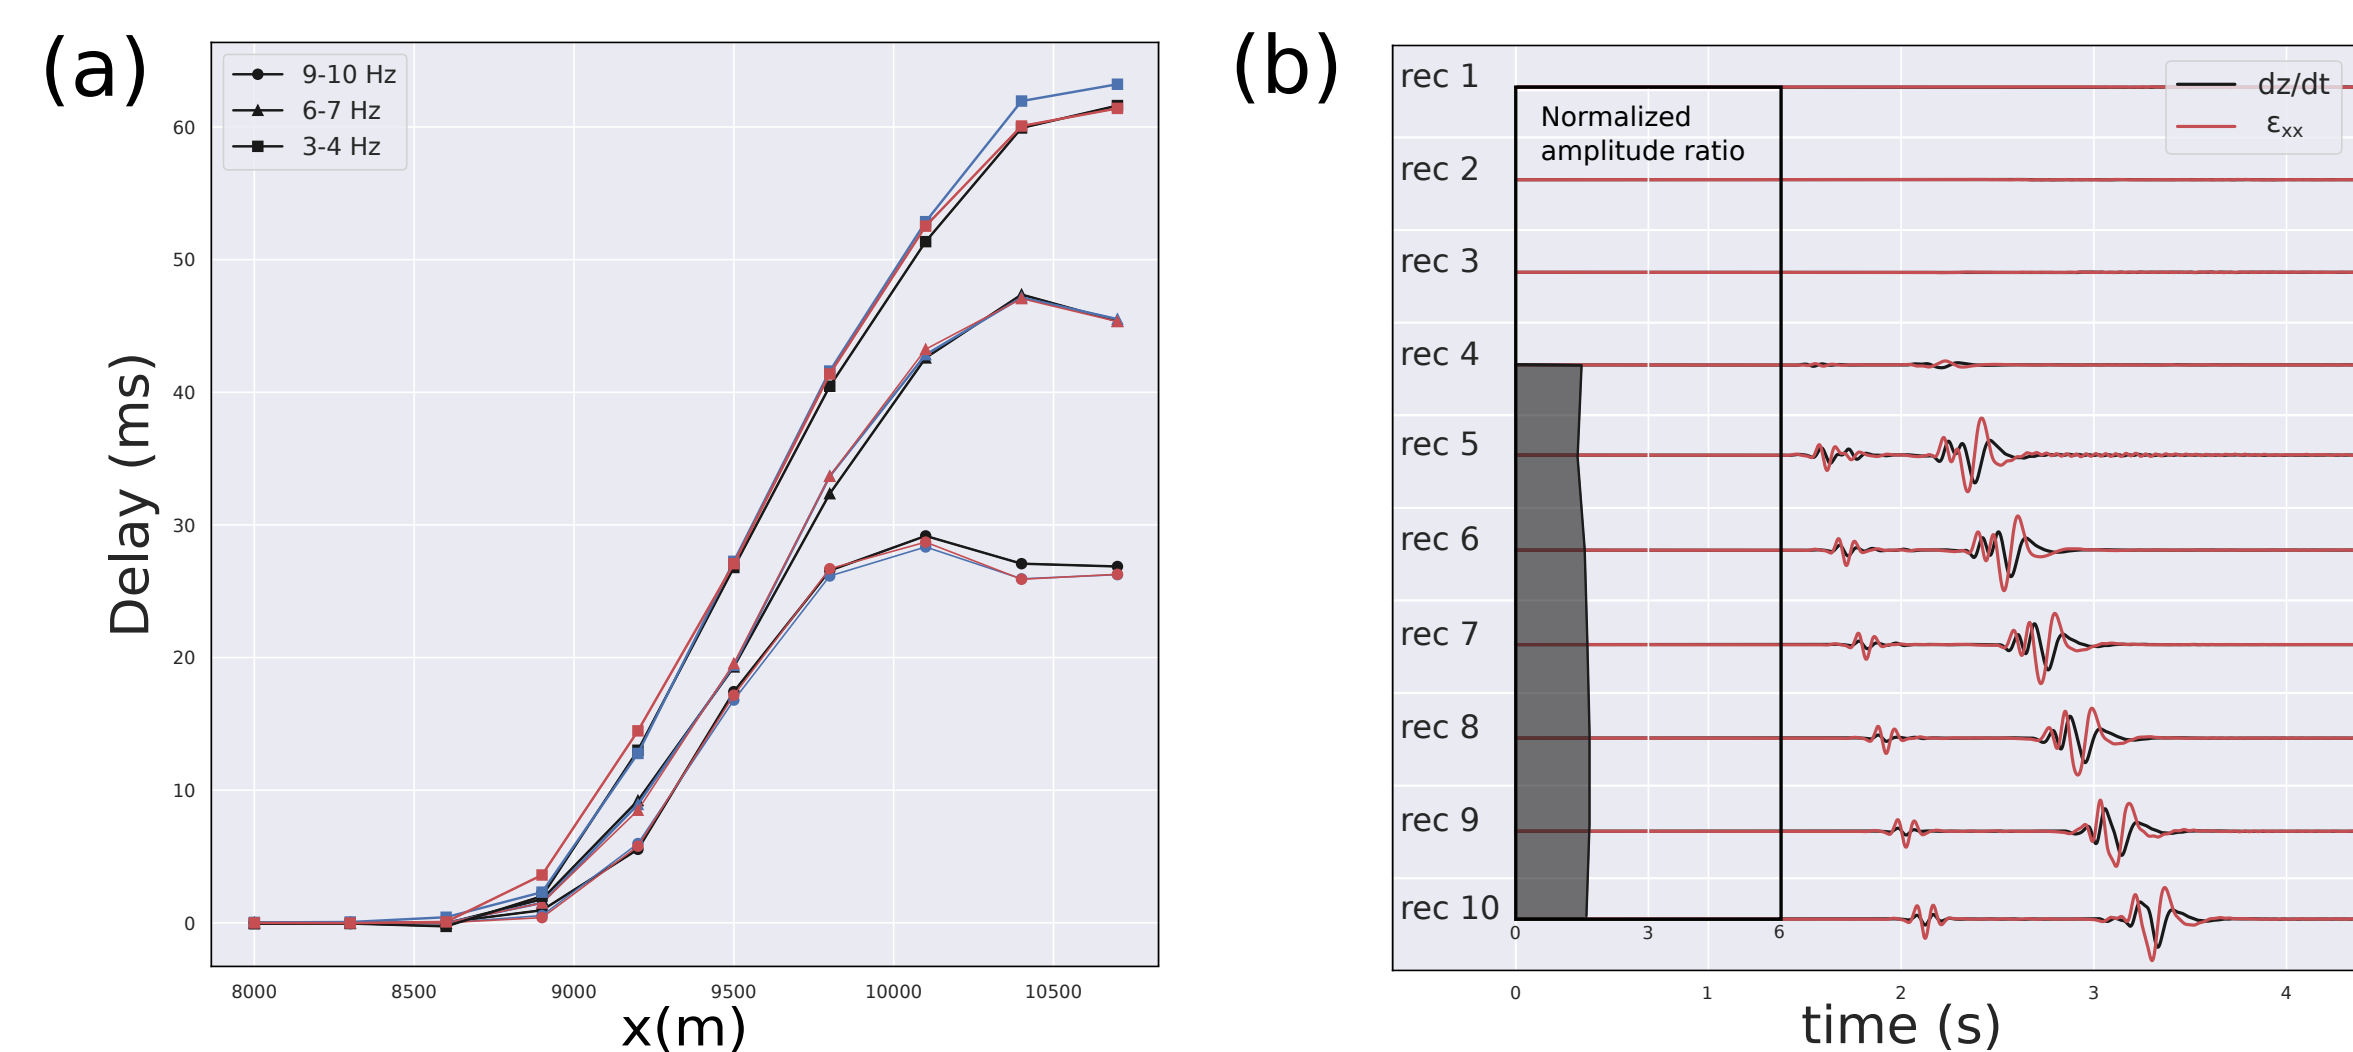 (a)
9-10 Hz
6-7 Hz
3-4 Hz
60
50
40
30
20
10
0
Delay (ms)
8000 8500 9000 9500 10000 10500
x(m)
(b)
rec 1
rec 2
rec 3
rec 4
rec 5
rec 6
rec 7
rec 8
rec 9
rec 10
Normalized
amplitude ratio
dz/dt
εxx
0 3 6
0 1 2 3 4
time (s)